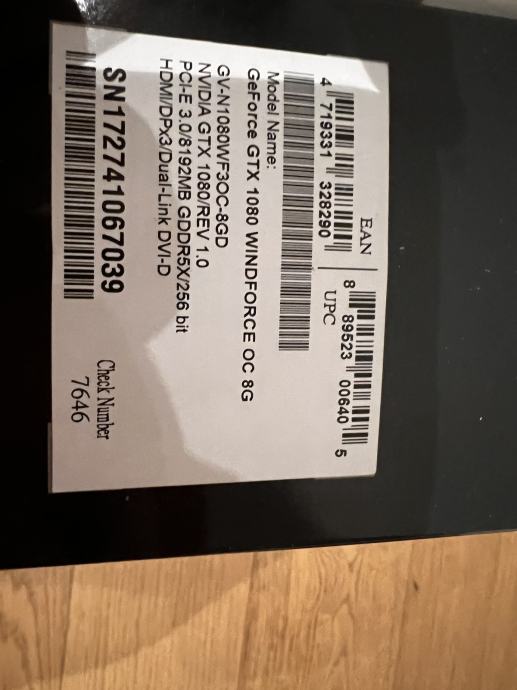 EAN
4 719331 328290
UPC
8 89523 00640 5
Model Name:
GeForce GTX 1080 WINDFORCE OC 8G
GV-N1080WF3OC-8GD
NVIDIA GTX 1080/REV 1.0
PCI-E 3.0/8192MB GDDR5X/256 bit
HDMI/DPx3/Dual-Link DVI-D
SN172741067039
Check Number
7646